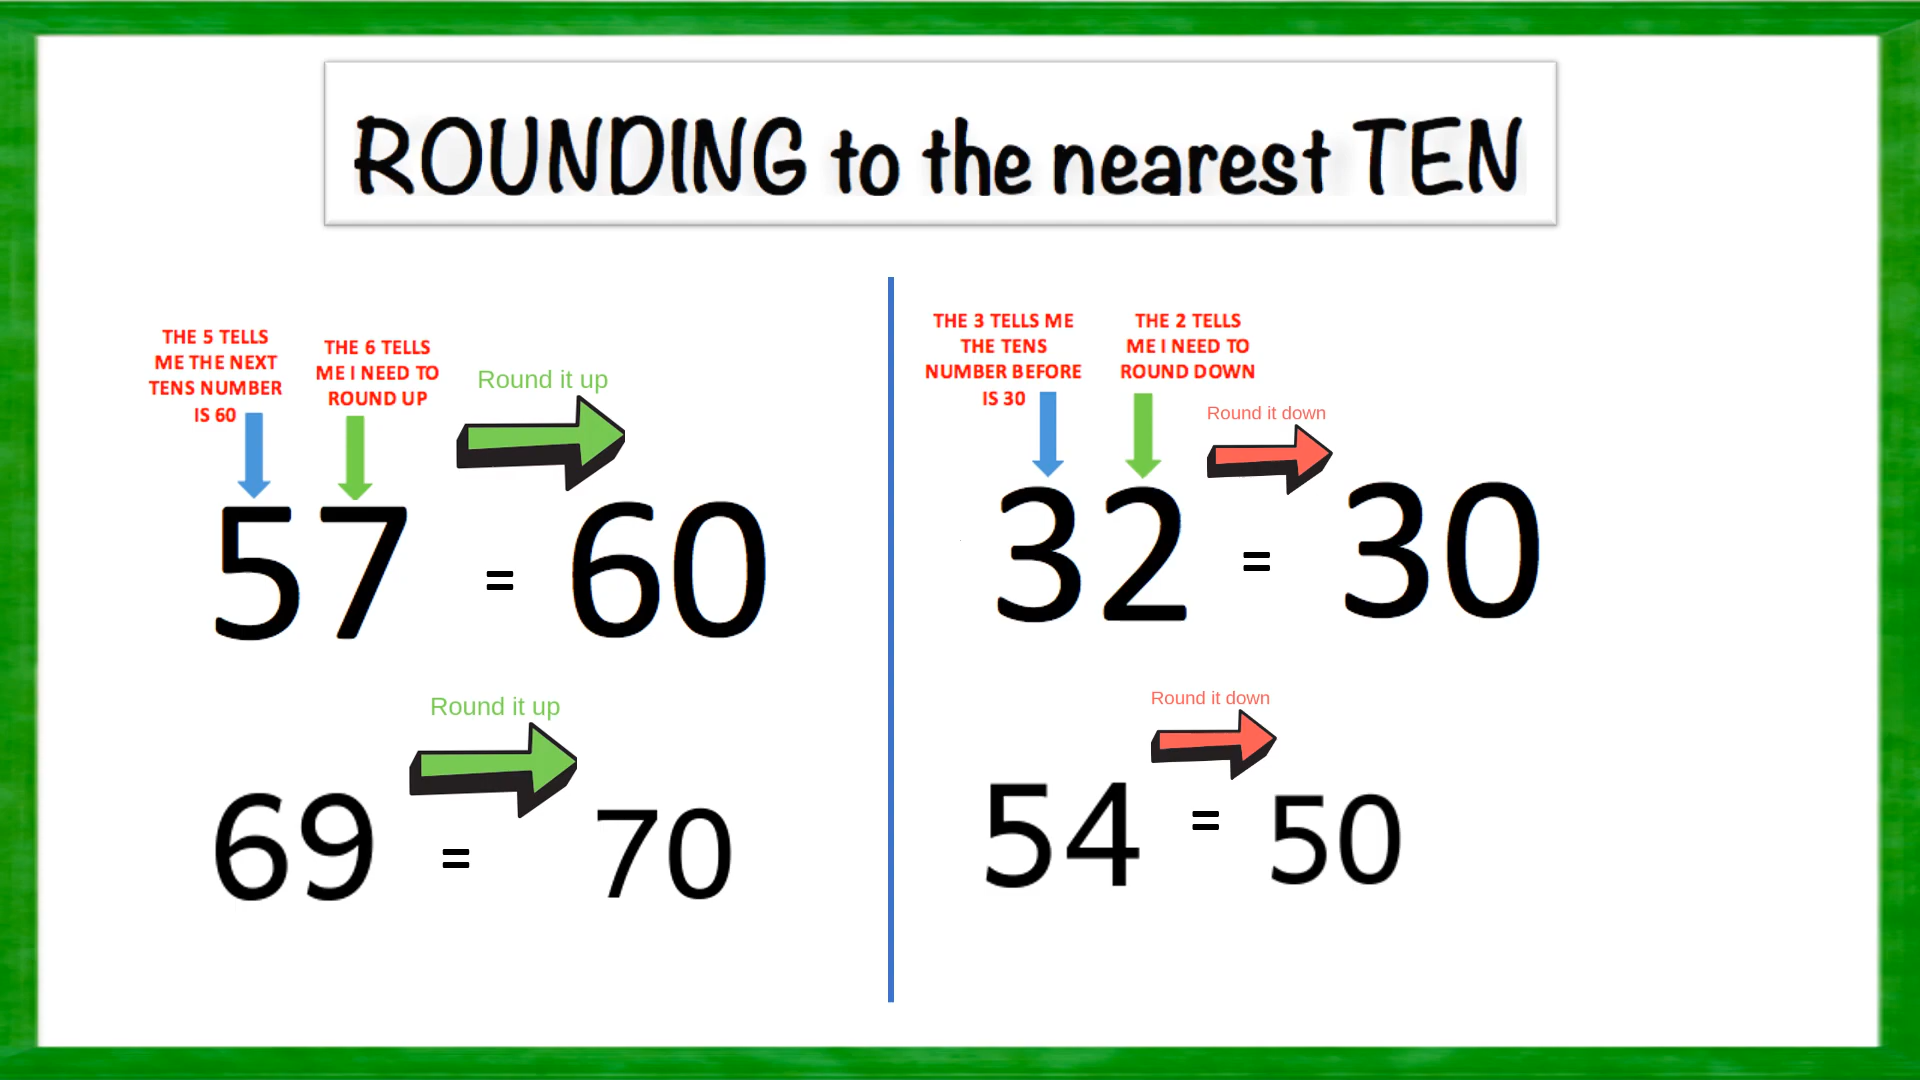 ROUNDING to the nearest TEN
THE 5 TELLS
ME THE NEXT
TENS NUMBER
IS 60
THE 6 TELLS
ME I NEED TO
ROUND UP
Round it up
57 = 60
Round it up
69 = 70
THE 3 TELLS ME
THE TENS
NUMBER BEFORE
IS 30
THE 2 TELLS
ME I NEED TO
ROUND DOWN
Round it down
32 = 30
Round it down
54 = 50